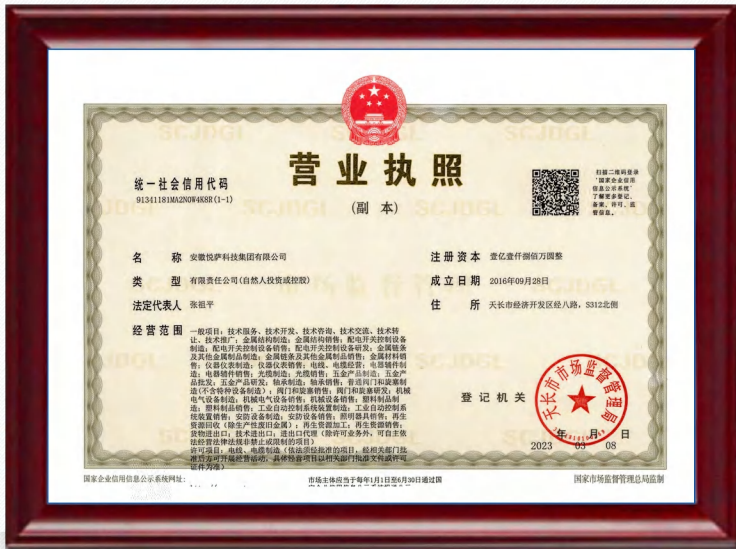 营业执照
(副 本)
统一社会信用代码
91341181MA2N0W4K8R(1-1)
扫描二维码登录
'国家企业信用
信息公示系统'
了解更多登记、
备案、许可、监
管信息。
名 称 安徽悦萨科技集团有限公司
类 型 有限责任公司(自然人投资或控股)
法定代表人 张祖平
经营范围 一般项目：技术服务、技术开发、技术咨询、技术交流、技术转
让、技术推广；金属结构制造；金属结构销售；配电开关控制设备
制造；配电开关控制设备销售；配电开关控制设备研发；金属链条
及其他金属制品制造；金属链条及其他金属制品销售；金属材料销
售；仪器仪表制造；仪器仪表销售；电线、电缆经营；电器辅件制
造；电器辅件销售；光缆制造；光缆销售；五金产品制造；五金产
品批发；五金产品研发；轴承制造；轴承销售；普通阀门和旋塞制
造(不含特种设备制造)；阀门和旋塞销售；阀门和旋塞研发；机械
电气设备制造；机械电气设备销售；机械设备销售；塑料制品制
造；塑料制品销售；工业自动控制系统装置制造；工业自动控制系
统装置销售；安防设备制造；安防设备销售；照明器具销售；再生
资源回收（除生产性废旧金属）；再生资源加工；再生资源销售；
货物进出口；技术进出口；进出口代理（除许可业务外，可自主依
法经营法律法规非禁止或限制的项目）
许可项目：电线、电缆制造（依法须经批准的项目，经相关部门批
准后方可开展经营活动，具体经营项目以相关部门批准文件或许可
证件为准）
注册资本 壹亿壹仟捌佰万圆整
成立日期 2016年09月28日
住 所 天长市经济开发区经八路，S312北侧
登记机关
天长市市场监督管理局
年 月 日
2023 03 08
国家企业信用信息公示系统网址：
市场主体应当于每年1月1日至6月30日通过国
国家市场监督管理总局监制